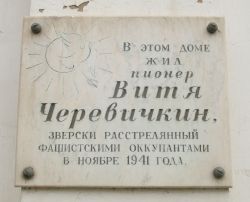 В ЭТОМ ДОМЕ
ЖИЛ
ПИОНЕР
ВИТЯ
ЧЕРЕВИЧКИН,
ЗВЕРСКИ РАССТРЕЛЯННЫЙ
ФАШИСТСКИМИ ОККУПАНТАМИ
В НОЯБРЕ 1941 ГОДА.